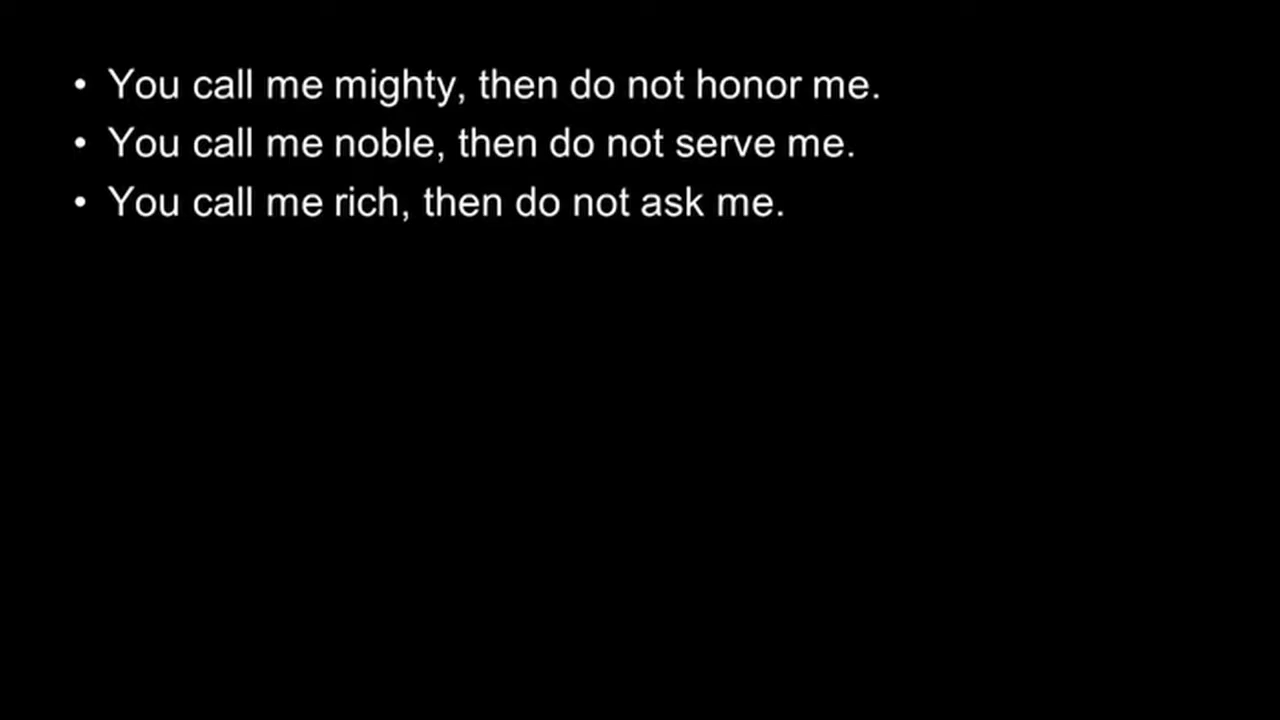 • You call me mighty, then do not honor me.
• You call me noble, then do not serve me.
• You call me rich, then do not ask me.